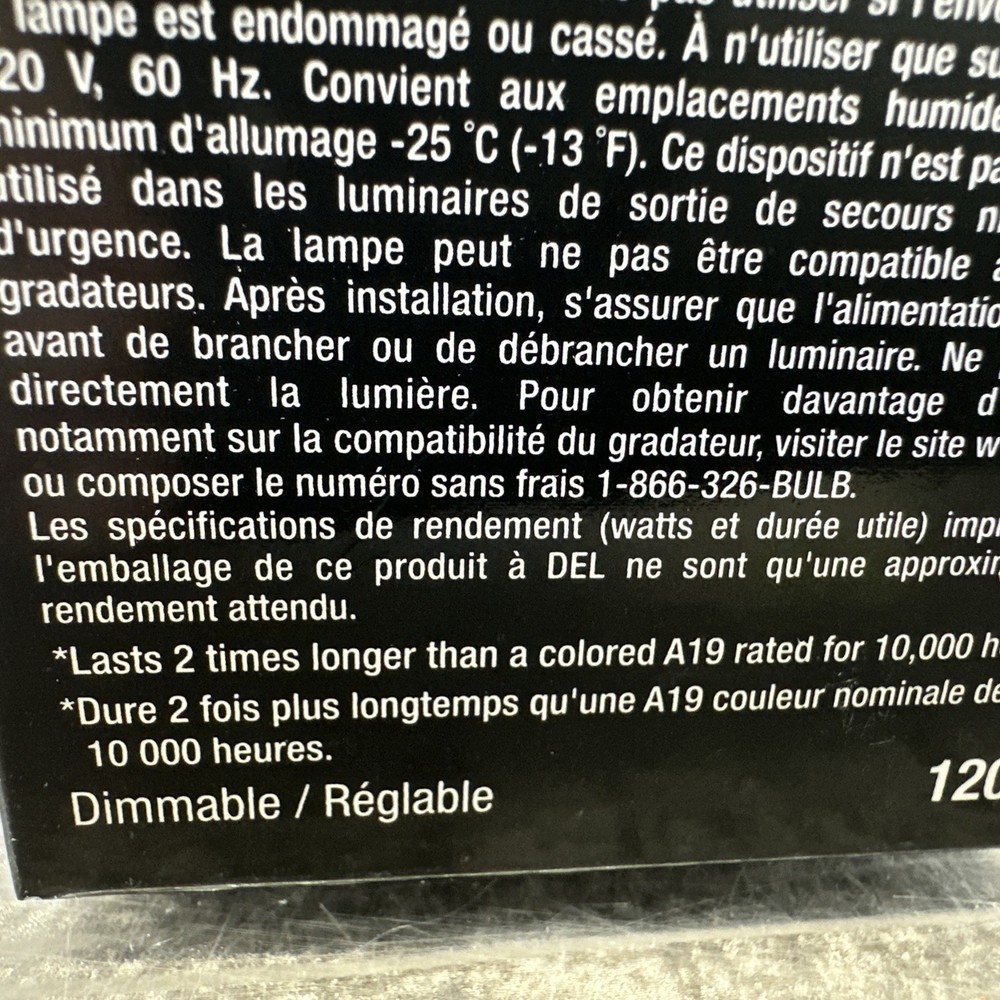 lampe est endommagé ou cassé. À n'utiliser que
20 V, 60 Hz. Convient aux emplacements humide
minimum d'allumage -25 °C (-13 °F). Ce dispositif n'est pa
utilisé dans les luminaires de sortie de secours
d'urgence. La lampe peut ne pas être compatible
gradateurs. Après installation, s'assurer que l'alimentatio
avant de brancher ou de débrancher un luminaire. Ne
directement la lumière. Pour obtenir davantage d'
notamment sur la compatibilité du gradateur, visiter le site w
ou composer le numéro sans frais 1-866-326-BULB.
Les spécifications de rendement (watts et durée utile) impr
l'emballage de ce produit à DEL ne sont qu'une approxim
rendement attendu.
*Lasts 2 times longer than a colored A19 rated for 10,000 h
*Dure 2 fois plus longtemps qu'une A19 couleur nominale de
10 000 heures.
Dimmable / Réglable
120